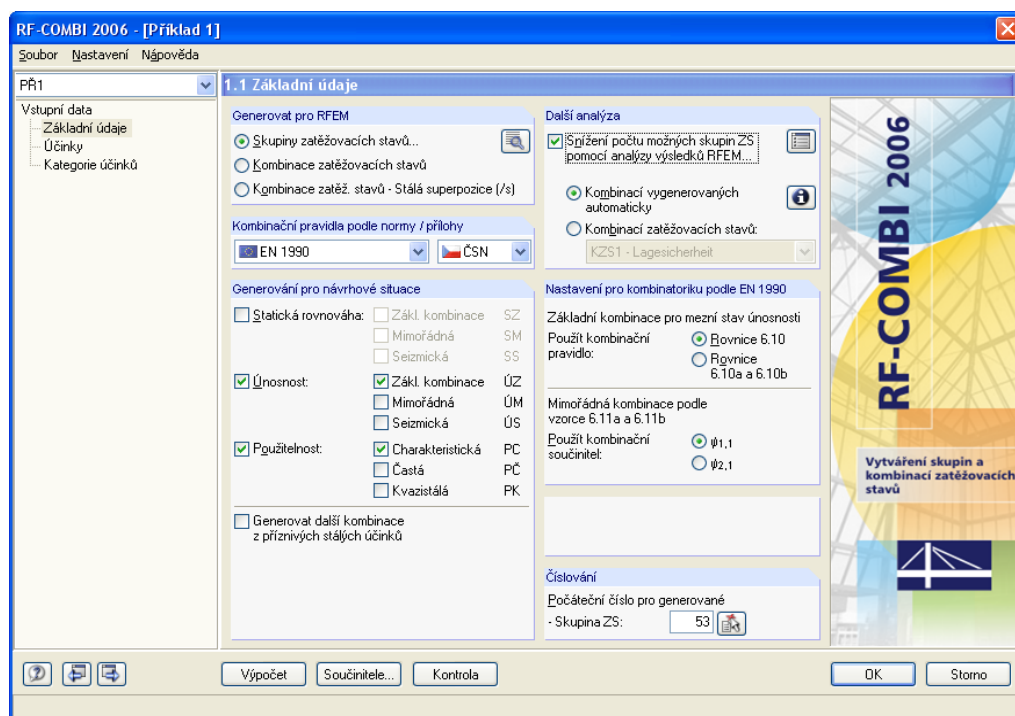 RF-COMBI 2006 - [Příklad 1]
Soubor Nastavení Nápověda
PŘ1
Vstupní data
Základní údaje
Účinky
Kategorie účinků
1.1 Základní údaje
Generovat pro RFEM
Skupiny zatěžovacích stavů...
Kombinace zatěžovacích stavů
Kombinace zatěž. stavů - Stálá superpozice (/s)
Kombinační pravidla podle normy / přílohy
EN 1990 ČSN
Generování pro návrhové situace
Statická rovnováha: Zákl. kombinace SZ
Mimořádná SM
Seizmická SS
Únosnost: Zákl. kombinace ÚZ
Mimořádná ÚM
Seizmická ÚS
Použitelnost: Charakteristická PC
Častá PČ
Kvazistálá PK
Generovat další kombinace
z příznivých stálých účinků
Další analýza
Snížení počtu možných skupin ZS
pomocí analýzy výsledků RFEM...
Kombinací vygenerovaných
automaticky
Kombinací zatěžovacích stavů:
KZS1 - Lagesicherheit
Nastavení pro kombinatoriku podle EN 1990
Základní kombinace pro mezní stav únosnosti
Použít kombinační
pravidlo:
Rovnice 6.10
Rovnice
6.10a a 6.10b
Mimořádná kombinace podle
vzorce 6.11a a 6.11b
Použít kombinační
součinitel:
ψ1,1
ψ2,1
Číslování
Počáteční číslo pro generované
- Skupina ZS: 53
RF-COMBI 2006
Vytváření skupin a
kombinací zatěžovacích
stavů
Výpočet Součinitele... Kontrola OK Storno